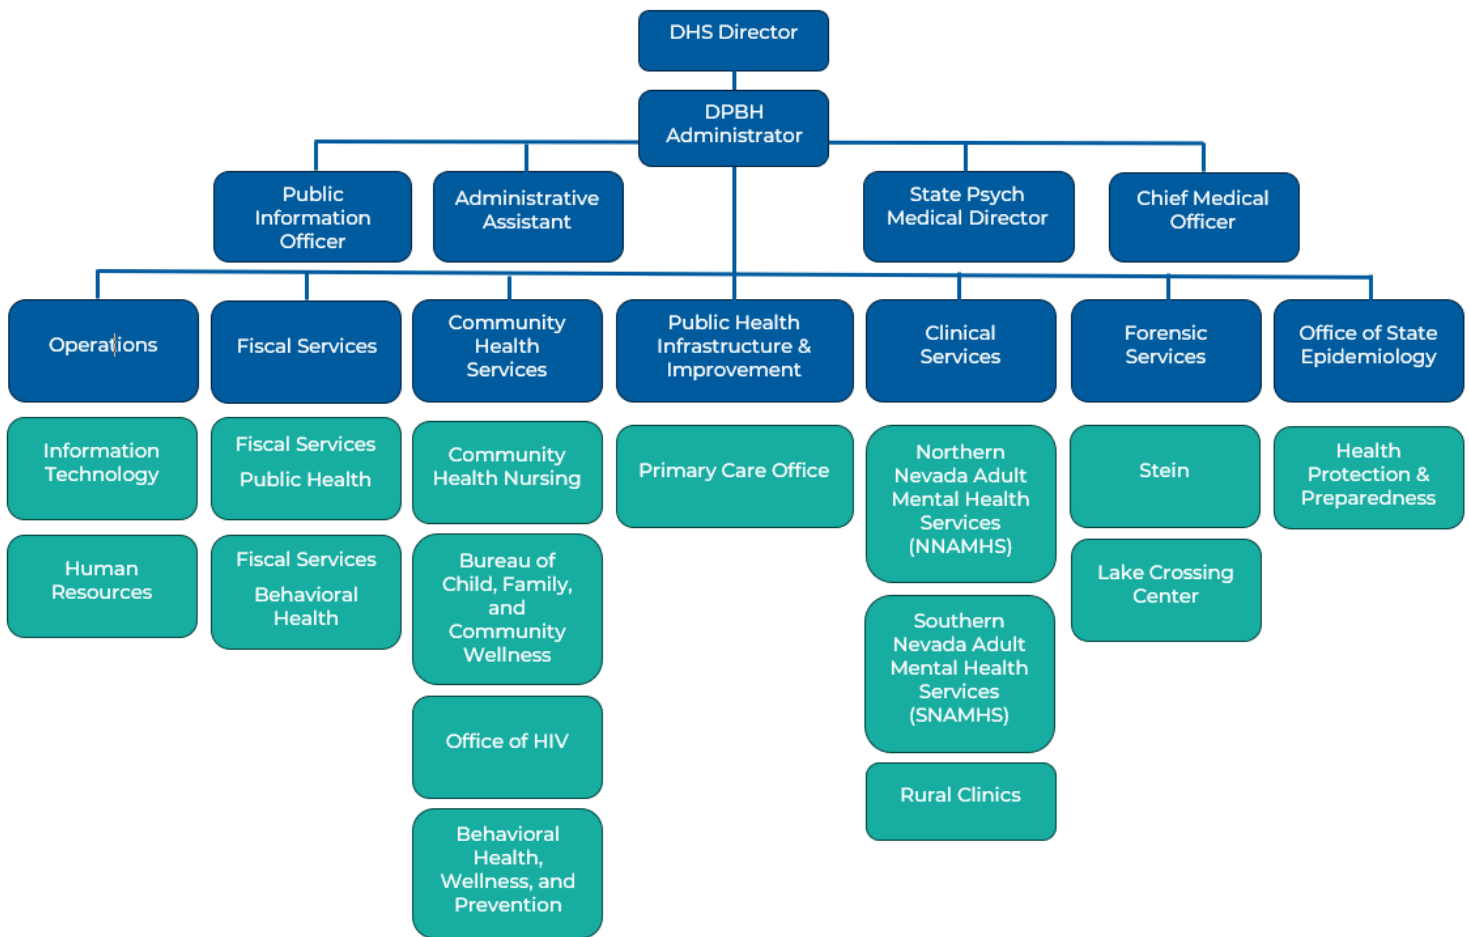 DHS Director
DPBH
Administrator
Public
Information
Officer
Administrative
Assistant
State Psych
Medical Director
Chief Medical
Officer
Operations
Fiscal Services
Community
Health
Services
Public Health
Infrastructure &
Improvement
Clinical
Services
Forensic
Services
Office of State
Epidemiology
Information
Technology
Human
Resources
Fiscal Services
Public Health
Fiscal Services
Behavioral
Health
Community
Health Nursing
Bureau of
Child, Family,
and
Community
Wellness
Office of HIV
Behavioral
Health,
Wellness, and
Prevention
Primary Care Office
Northern
Nevada Adult
Mental Health
Services
(NNAMHS)
Southern
Nevada Adult
Mental Health
Services
(SNAMHS)
Rural Clinics
Stein
Lake Crossing
Center
Health
Protection &
Preparedness